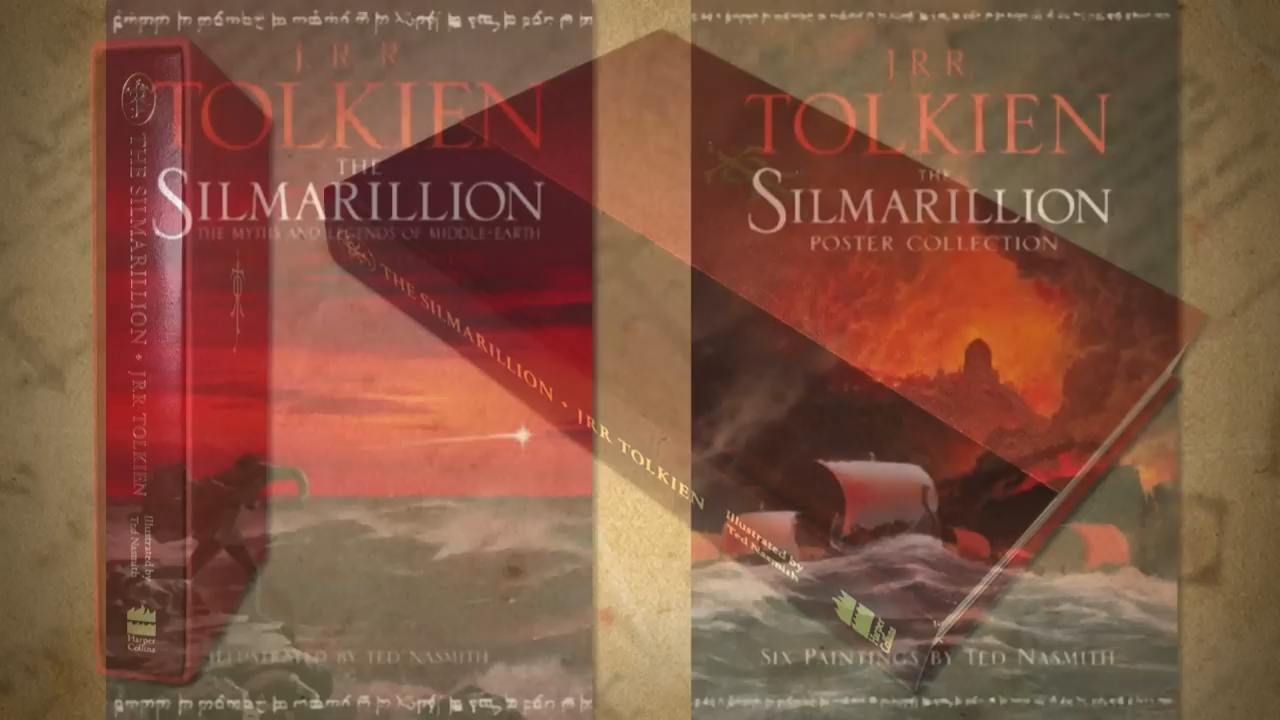 J R R
TOLKIEN
THE
SILMARILLION
THE MYTHS AND LEGENDS OF MIDDLE-EARTH
ILLUSTRATED BY TED NASMITH
J R R
TOLKIEN
THE
SILMARILLION
POSTER COLLECTION
SIX PAINTINGS BY TED NASMITH
THE SILMARILLION • JRR TOLKIEN
Illustrated by
Ted Nasmith
Harper
Collins
THE SILMARILLION • JRR TOLKIEN
Illustrated by
Ted Nasmith
Harper
Collins